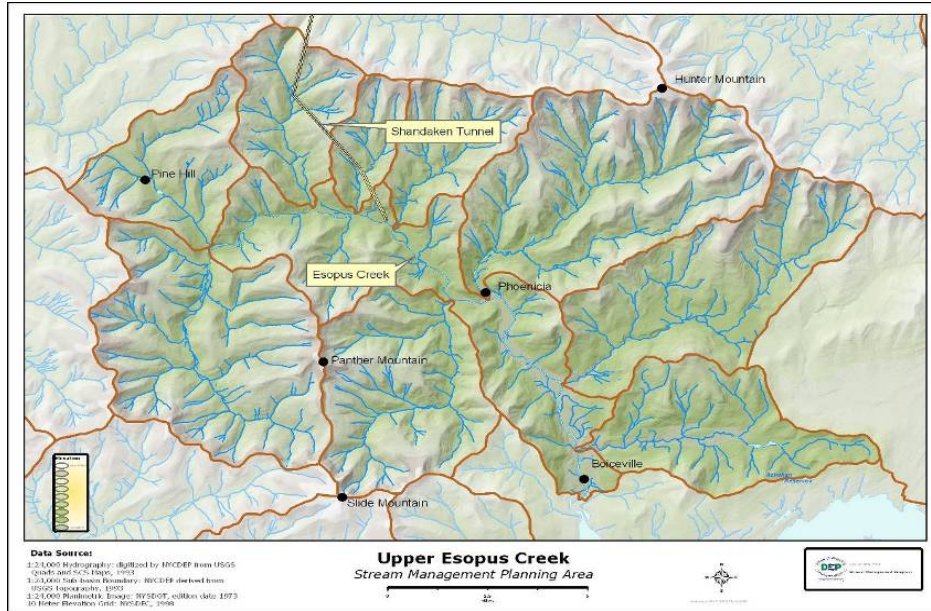 Hunter Mountain
Shandaken Tunnel
Pine Hill
Esopus Creek
Phoenicia
Panther Mountain
Boiceville
Slide Mountain
Data Source:
1:24,000 Hydrography: digitized by NYCDEP from USGS
Quads and SCS Maps, 1993
1:24,000 Sub-basin Boundary: NYCDEP derived from
USGS Topography, 1993
1:24,000 Planimetric Image: NYSDOT, edition date 1973
10 Meter Elevation Grid: NYSDEC, 1998
Upper Esopus Creek
Stream Management Planning Area
DEP